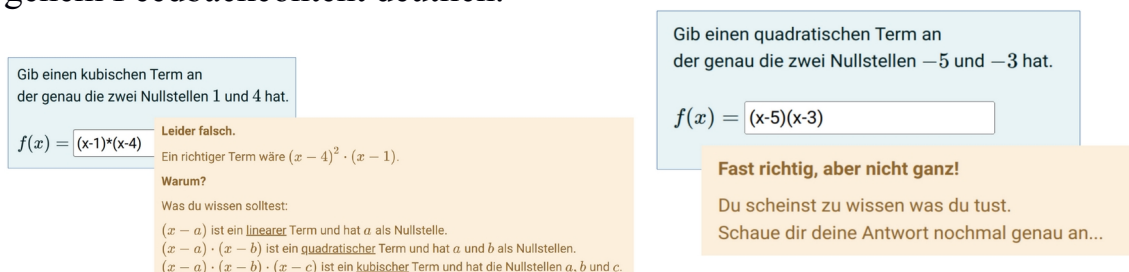 genem Feedbackcontent deutlich:
Gib einen kubischen Term an
der genau die zwei Nullstellen 1 und 4 hat.
f(x) = (x-1)*(x-4)
Leider falsch.
Ein richtiger Term wäre (x − 4)² · (x − 1).
Warum?
Was du wissen solltest:
(x − a) ist ein linearer Term und hat a als Nullstelle.
(x − a) · (x − b) ist ein quadratischer Term und hat a und b als Nullstellen.
(x − a) · (x − b) · (x − c) ist ein kubischer Term und hat die Nullstellen a, b und c.
Gib einen quadratischen Term an
der genau die zwei Nullstellen −5 und −3 hat.
f(x) = (x-5)(x-3)
Fast richtig, aber nicht ganz!
Du scheinst zu wissen was du tust.
Schaue dir deine Antwort nochmal genau an...